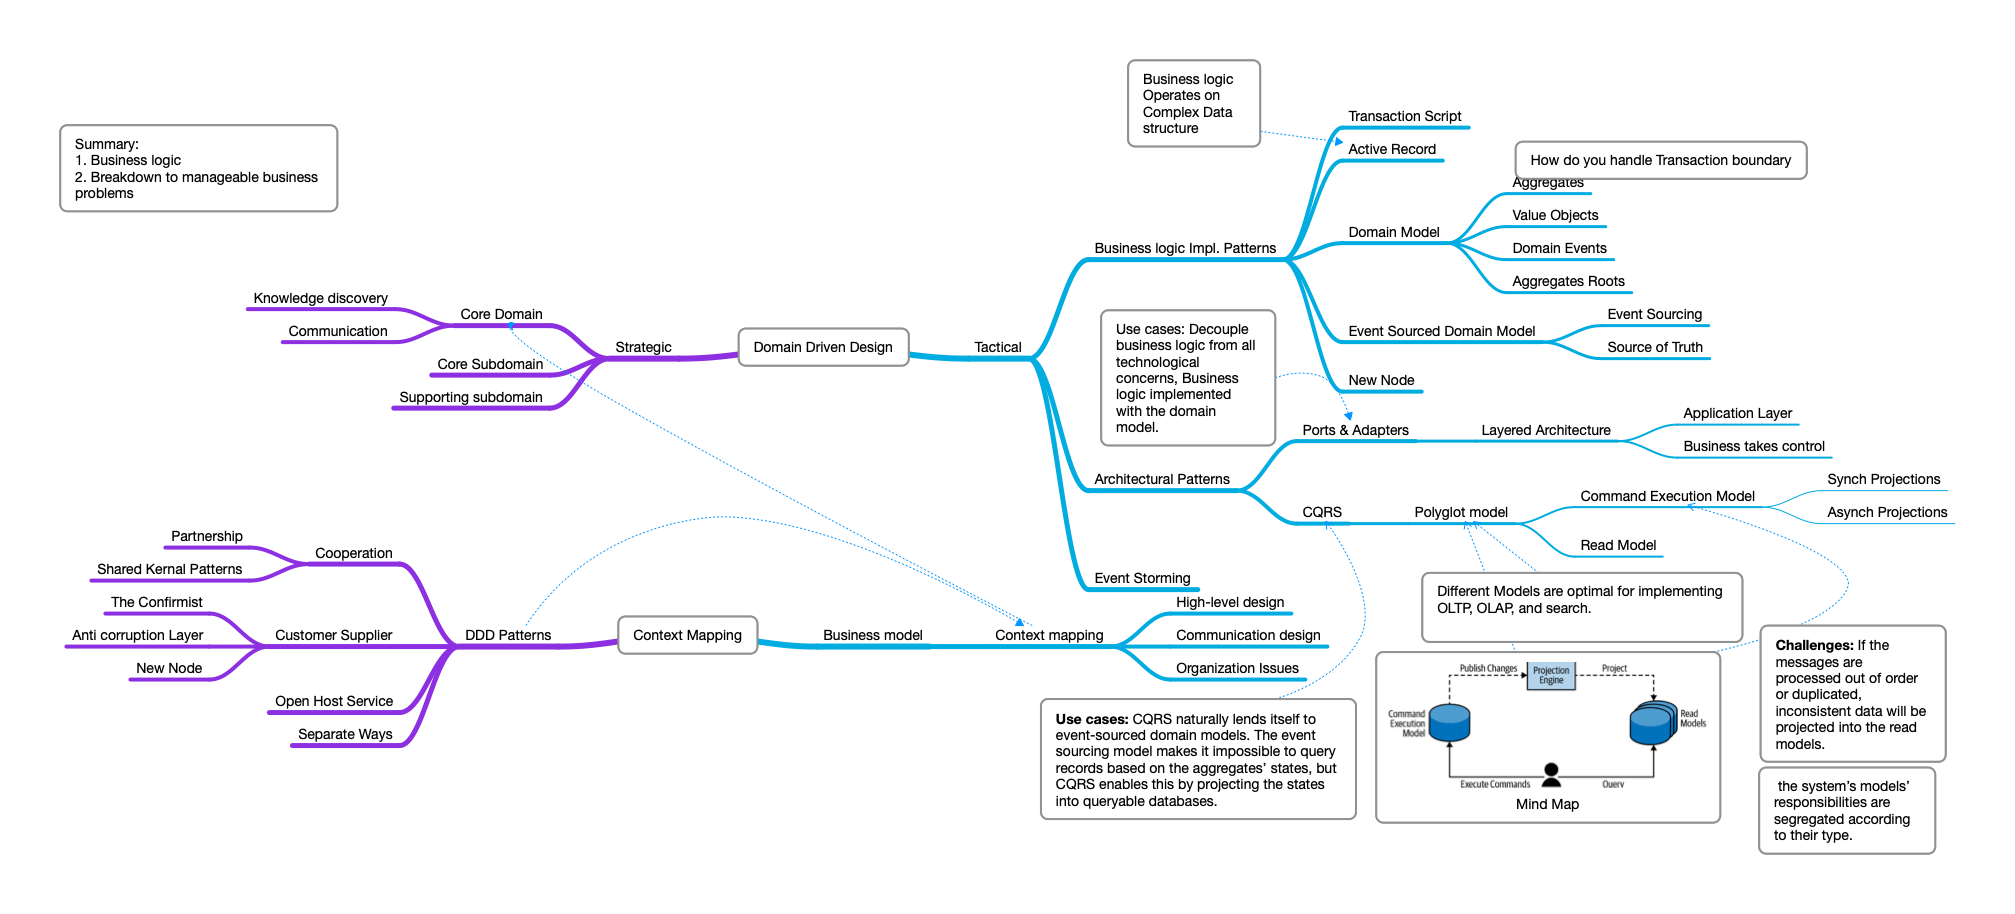 Business logic
Operates on
Complex Data
structure
Transaction Script
Active Record
How do you handle Transaction boundary
Summary:
1. Business logic
2. Breakdown to manageable business
problems
Aggregates
Value Objects
Domain Model
Domain Events
Aggregates Roots
Business logic Impl. Patterns
Event Sourced Domain Model
Event Sourcing
Source of Truth
New Node
Knowledge discovery
Communication
Core Domain
Core Subdomain
Supporting subdomain
Strategic
Domain Driven Design
Tactical
Use cases: Decouple
business logic from all
technological
concerns, Business
logic implemented
with the domain
model.
Ports & Adapters
Layered Architecture
Application Layer
Business takes control
Architectural Patterns
CQRS
Polyglot model
Command Execution Model
Synch Projections
Asynch Projections
Read Model
Event Storming
Different Models are optimal for implementing
OLTP, OLAP, and search.
Partnership
Shared Kernal Patterns
Cooperation
The Confirmist
Anti corruption Layer
New Node
Customer Supplier
Open Host Service
Separate Ways
DDD Patterns
Context Mapping
Business model
Context mapping
High-level design
Communication design
Organization Issues
Use cases: CQRS naturally lends itself to
event-sourced domain models. The event
sourcing model makes it impossible to query
records based on the aggregates' states, but
CQRS enables this by projecting the states
into queryable databases.
Publish Changes
Projection
Engine
Project
Command
Execution
Model
Read
Models
Execute Commands
Query
Mind Map
Challenges: If the
messages are
processed out of order
or duplicated,
inconsistent data will be
projected into the read
models.
the system's models'
responsibilities are
segregated according
to their type.